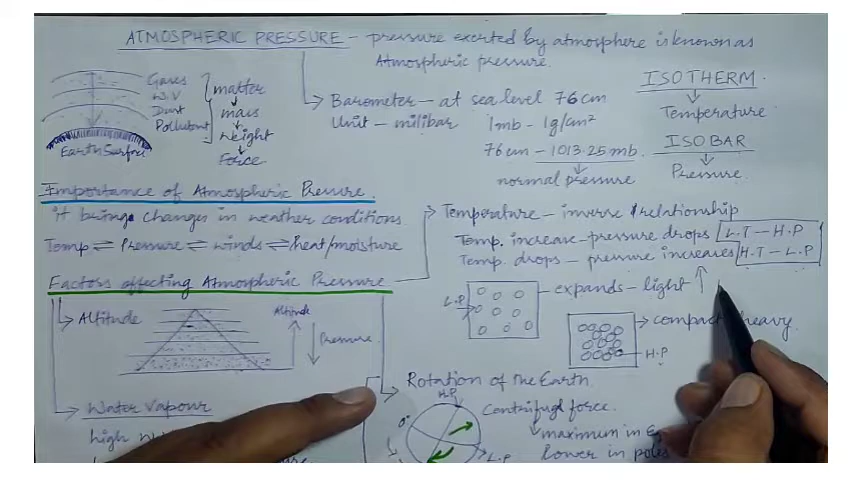 ATMOSPHERIC PRESSURE - pressure exerted by atmosphere is known as
Atmospheric pressure.
Gases
W.V
Dust
Pollutant
matter
mass
weight
Force
Earth Surface
Barometer - at sea level 76 cm
Unit - milibar 1mb - 1g/cm²
76 cm - 1013.25 mb
normal pressure
ISOTHERM
Temperature
ISOBAR
Pressure
Importance of Atmospheric Pressure
it brings changes in weather conditions
Temp ⇌ Pressure ⇌ winds ⇌ heat/moisture
Factors affecting Atmospheric Pressure
Temperature - inverse relationship
Temp. increase - pressure drops L.T - H.P
Temp. drops - pressure increases H.T - L.P
L.P
expands - light
compact heavy
H.P
Altitude
Altitude
Pressure
Water Vapour
high
Rotation of the Earth
H.P
0°
L.P
Centrifugl force
maximum in
lower in poles